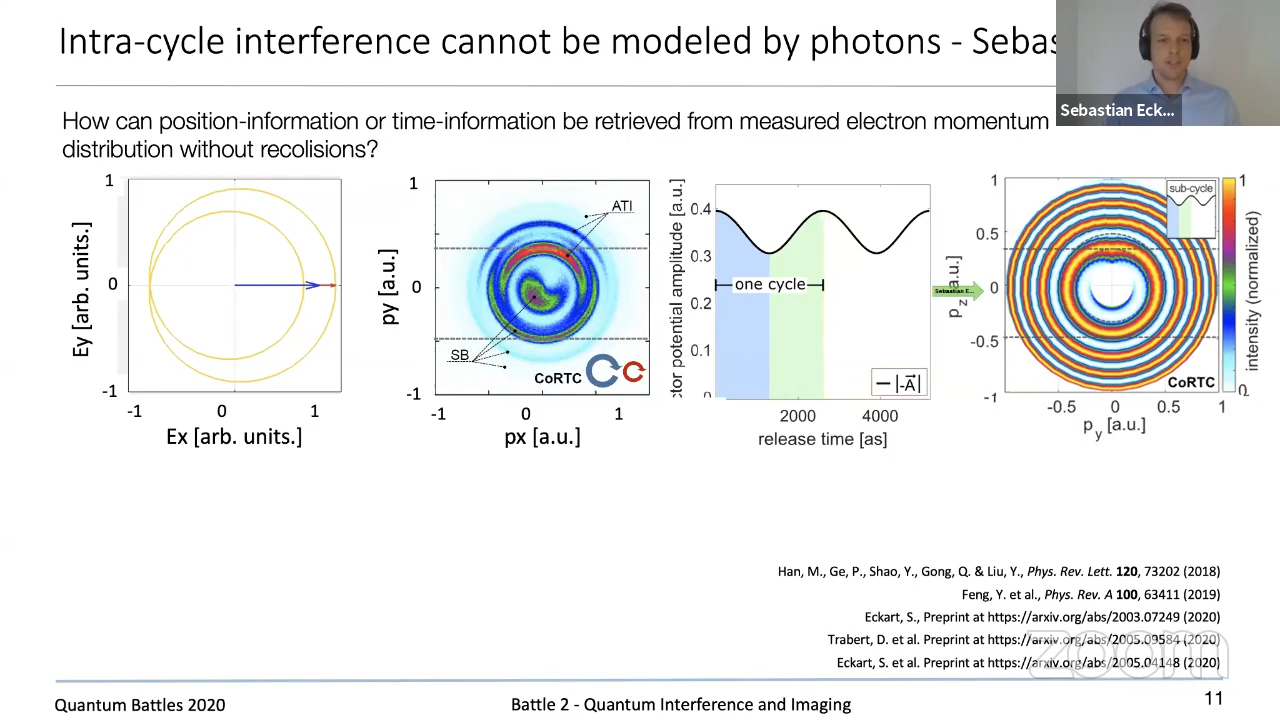 Intra-cycle interference cannot be modeled by photons - Sebas
Sebastian Eck...
How can position-information or time-information be retrieved from measured electron momentum
distribution without recolisions?
1
0
-1
Ey [arb. units.]
-1
0
1
Ex [arb. units.]
1
0
-1
py [a.u.]
ATI
SB
CoRTC
-1
0
1
px [a.u.]
ctor potential amplitude [a.u.]
0.4
0.3
0.2
0.1
0
one cycle
|-A|
2000
4000
release time [as]
Sebastian E...
1
0.5
0
-0.5
-1
p z [a.u.]
sub-cycle
CoRTC
-0.5
0
0.5
1
p y [a.u.]
1
0
intensity (normalized)
Han, M., Ge, P., Shao, Y., Gong, Q. & Liu, Y., Phys. Rev. Lett. 120, 73202 (2018)
Feng, Y. et al., Phys. Rev. A 100, 63411 (2019)
Eckart, S., Preprint at https://arxiv.org/abs/2003.07249 (2020)
Trabert, D. et al. Preprint at https://arxiv.org/abs/2005.09584 (2020)
Eckart, S. et al. Preprint at https://arxiv.org/abs/2005.04148 (2020)
zoom
Quantum Battles 2020
Battle 2 - Quantum Interference and Imaging
11